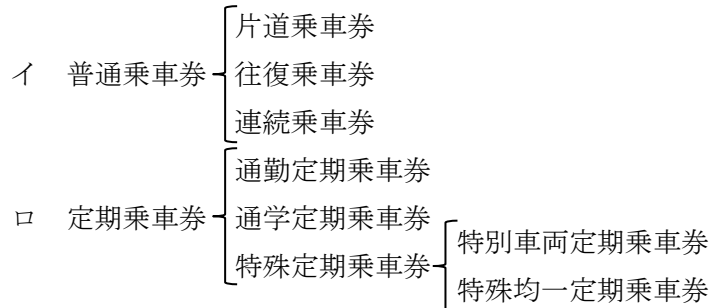 片道乗車券
イ 普通乗車券 往復乗車券
連続乗車券
通勤定期乗車券
ロ 定期乗車券 通学定期乗車券
特殊定期乗車券 特別車両定期乗車券
特殊均一定期乗車券